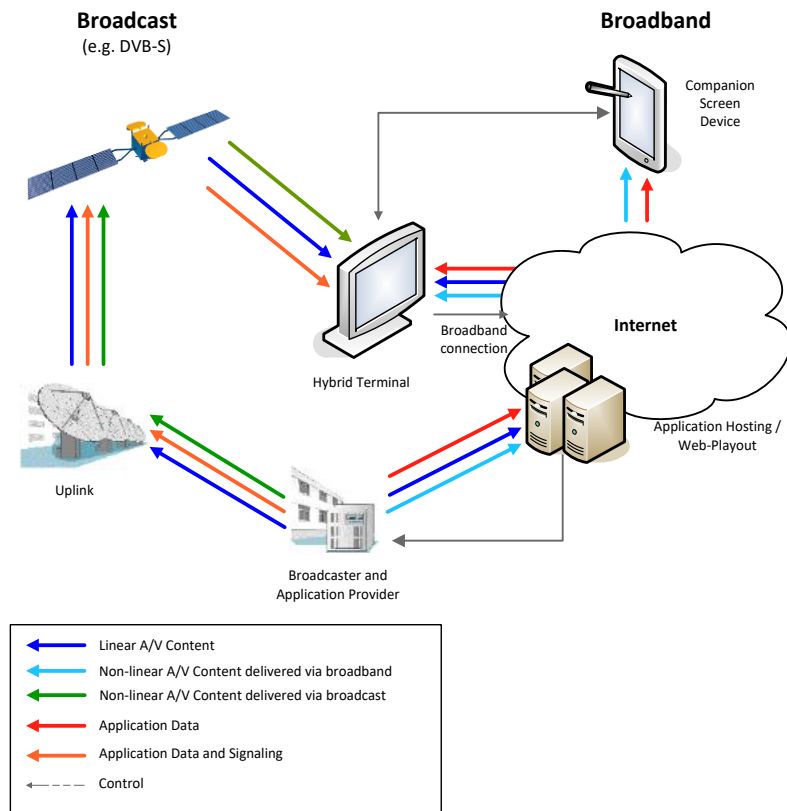 Broadcast
(e.g. DVB-S)
Broadband
Companion
Screen
Device
Internet
Broadband
connection
Hybrid Terminal
Application Hosting /
Web-Playout
Uplink
Broadcaster and
Application Provider
Linear A/V Content
Non-linear A/V Content delivered via broadband
Non-linear A/V Content delivered via broadcast
Application Data
Application Data and Signaling
Control